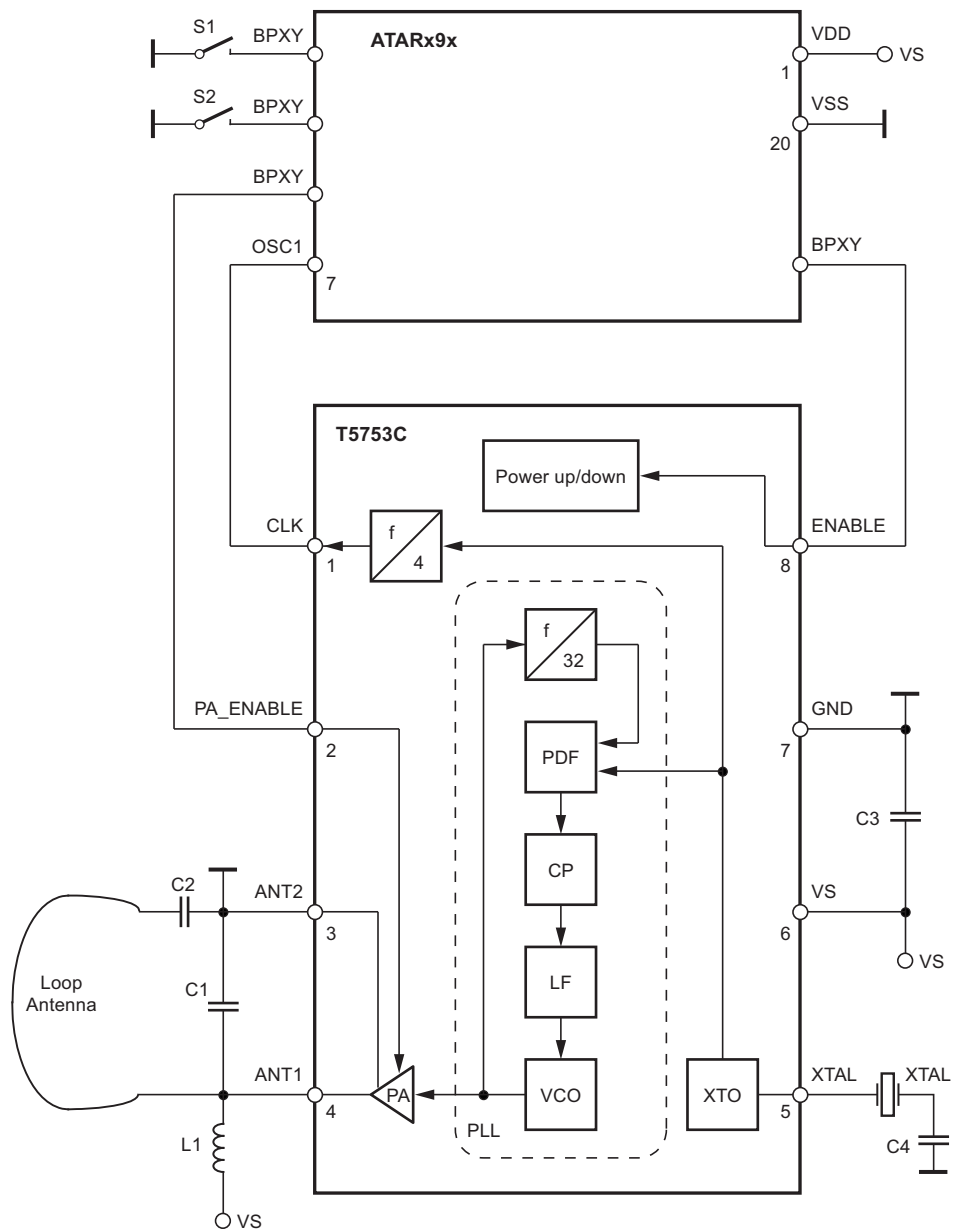 S1
BPXY
ATARx9x
VDD
1
VS
S2
BPXY
VSS
20
BPXY
OSC1
7
BPXY
T5753C
Power up/down
CLK
1
f
4
ENABLE
8
f
32
PA_ENABLE
2
GND
7
PDF
C3
CP
C2
ANT2
3
VS
6
VS
Loop
Antenna
C1
LF
ANT1
4
PA
VCO
XTO
XTAL
5
XTAL
PLL
L1
C4
VS